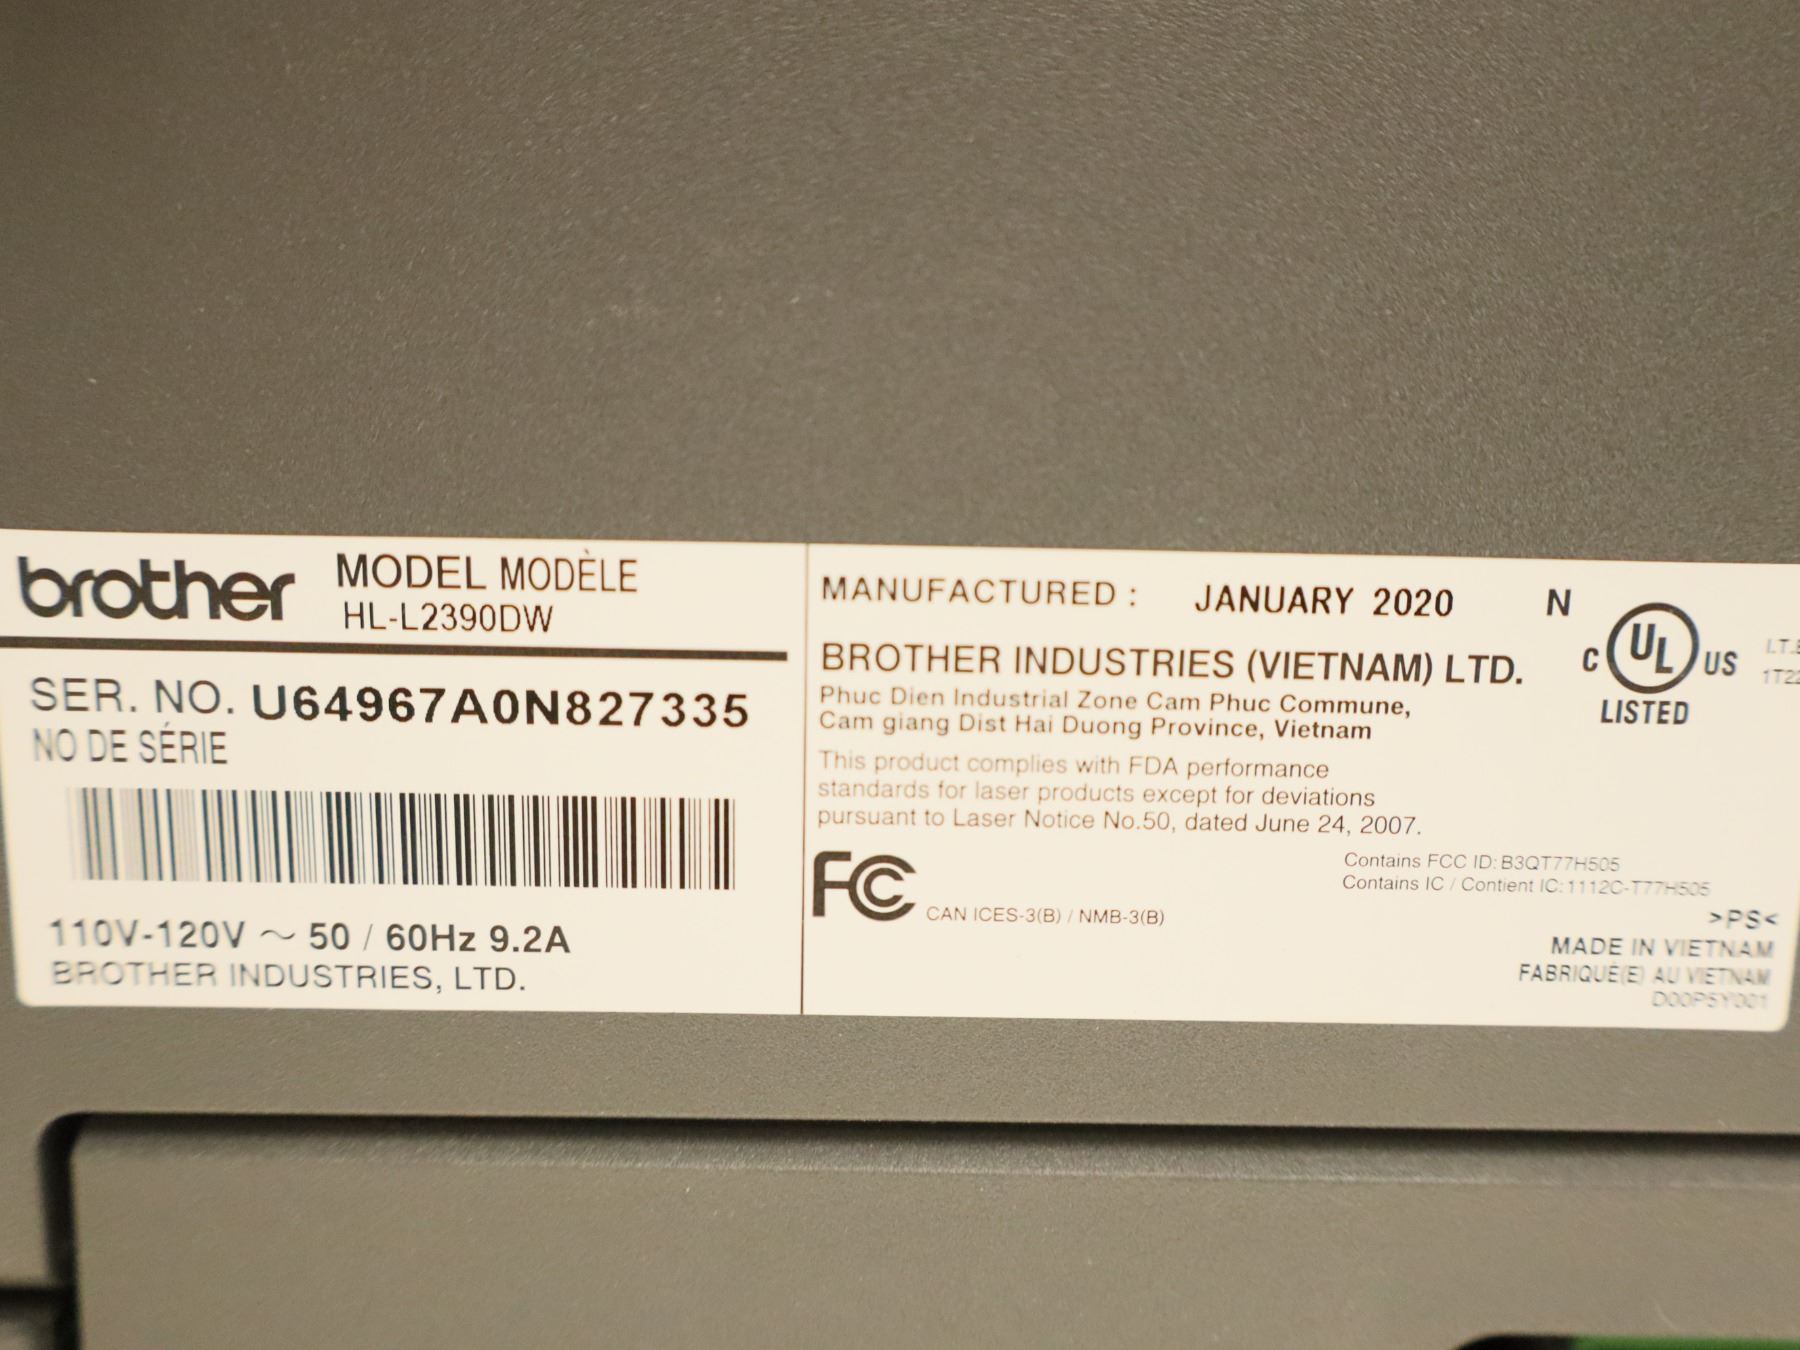 brother
MODEL MODÈLE
HL-L2390DW
SER. NO. U64967A0N827335
NO DE SÉRIE
110V-120V ~ 50 / 60Hz 9.2A
BROTHER INDUSTRIES, LTD.
MANUFACTURED : JANUARY 2020 N
BROTHER INDUSTRIES (VIETNAM) LTD.
Phuc Dien Industrial Zone Cam Phuc Commune,
Cam giang Dist Hai Duong Province, Vietnam
This product complies with FDA performance
standards for laser products except for deviations
pursuant to Laser Notice No.50, dated June 24, 2007.
C UL US
LISTED
FC
CAN ICES-3(B) / NMB-3(B)
Contains FCC ID: B3QT77H505
Contains IC / Contient IC: 1112C-T77H505
>PS<
MADE IN VIETNAM
FABRIQUÉ(E) AU VIETNAM
D00P5Y001